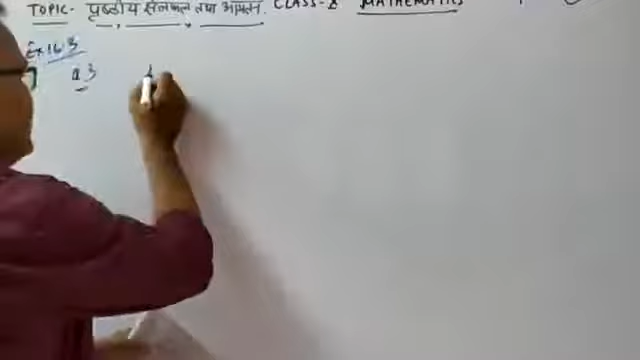 TOPIC- पृष्ठीय क्षेत्रफल तथा आयतन. CLASS-8 MATHEMATICS
Ex 16.3
Q 3